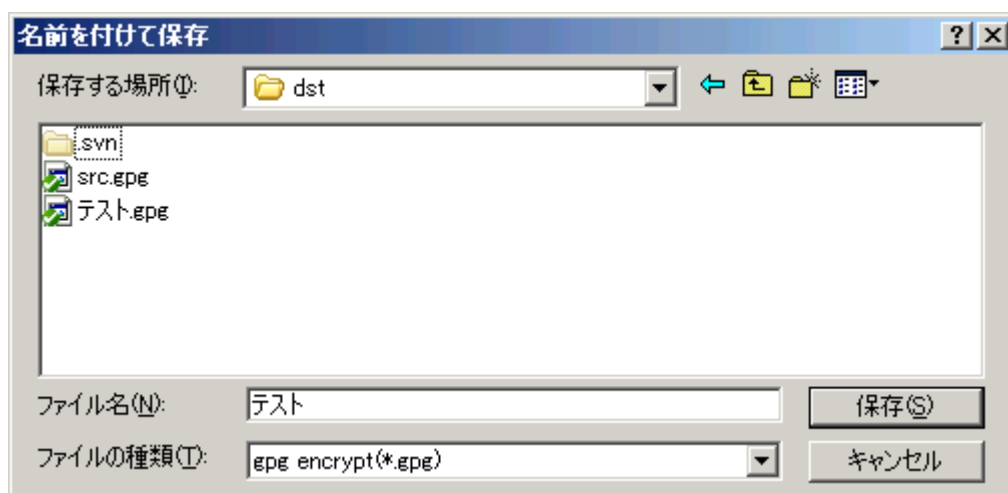 名前を付けて保存
保存する場所(I):
dst
.svn
src.gpg
テスト.gpg
ファイル名(N):
テスト
保存(S)
ファイルの種類(T):
gpg encrypt(*.gpg)
キャンセル